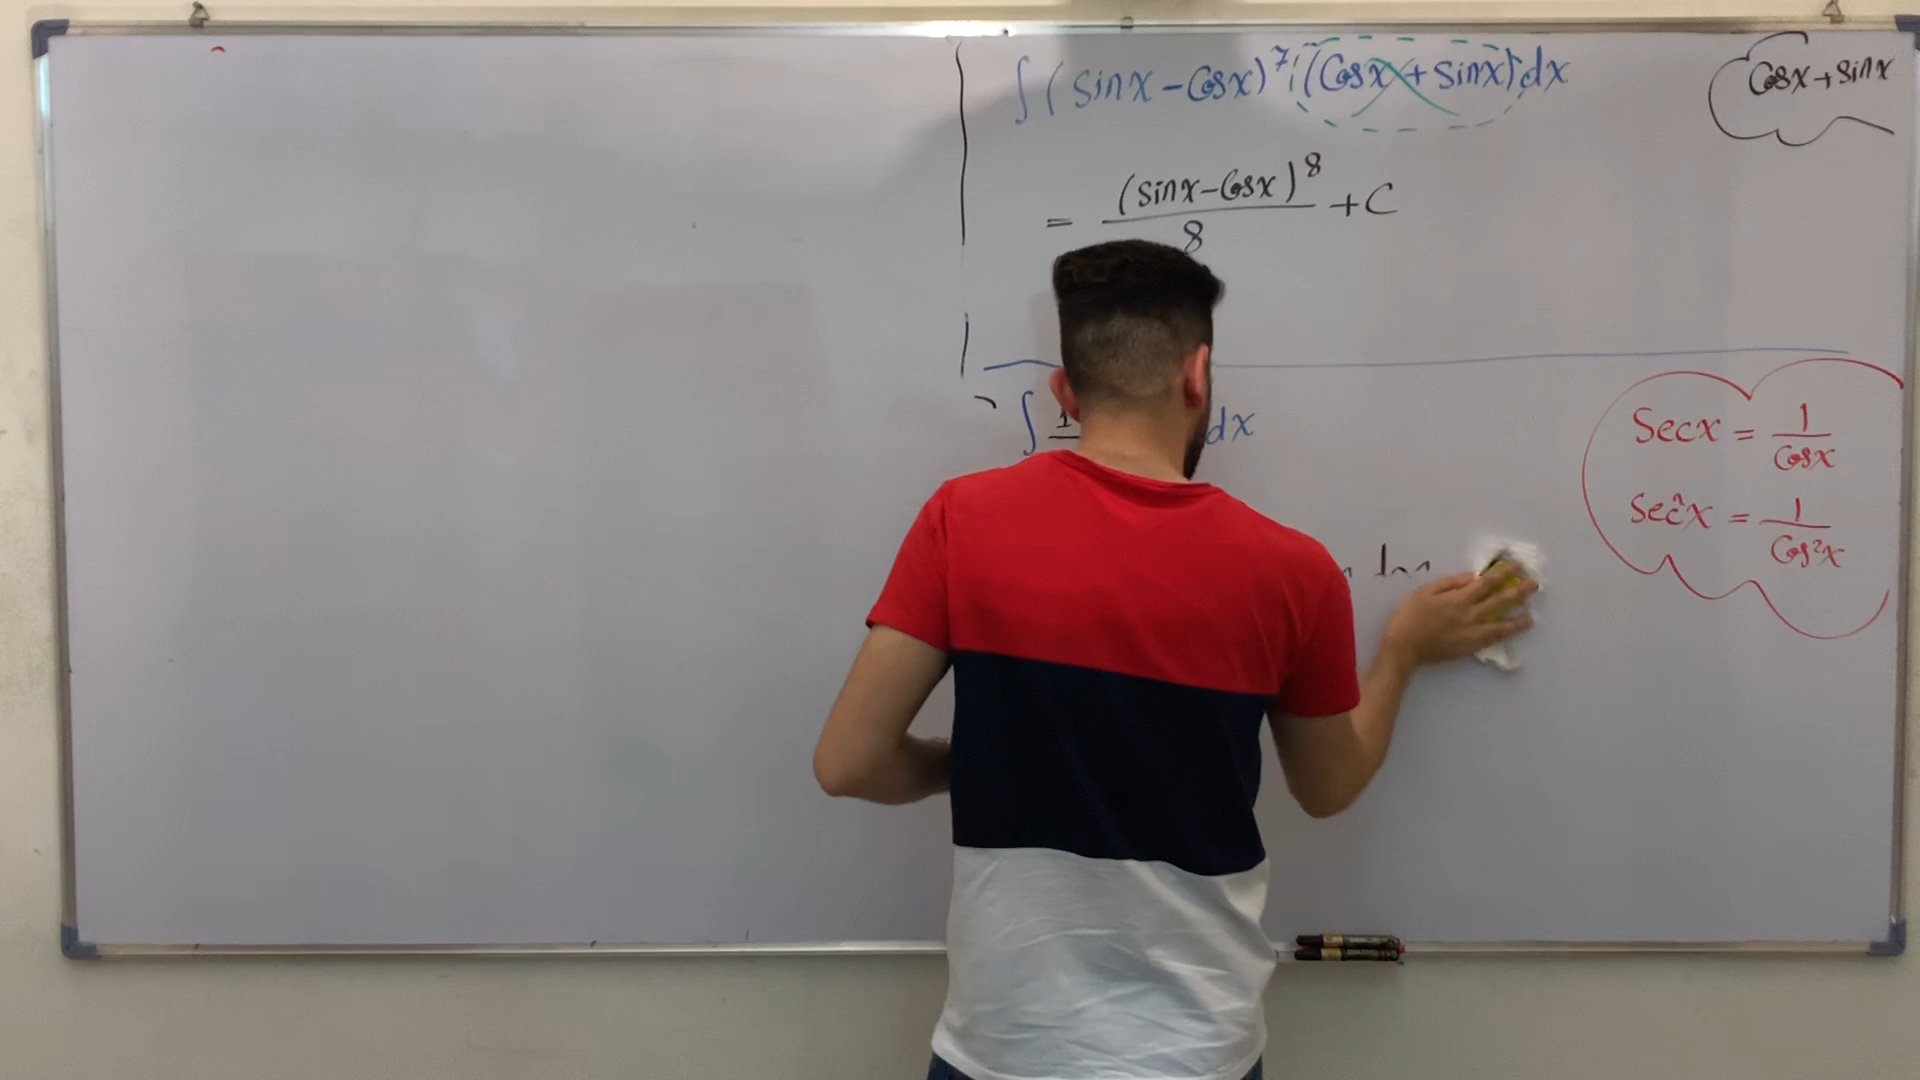 ∫ (sinx - Cosx)⁷ (Cosx + sinx) dx
Cosx + sinx
= (sinx - Cosx)⁸ / 8 + C
∫ 1 dx
Secx = 1 / Cosx
Sec²x = 1 / Cos²x